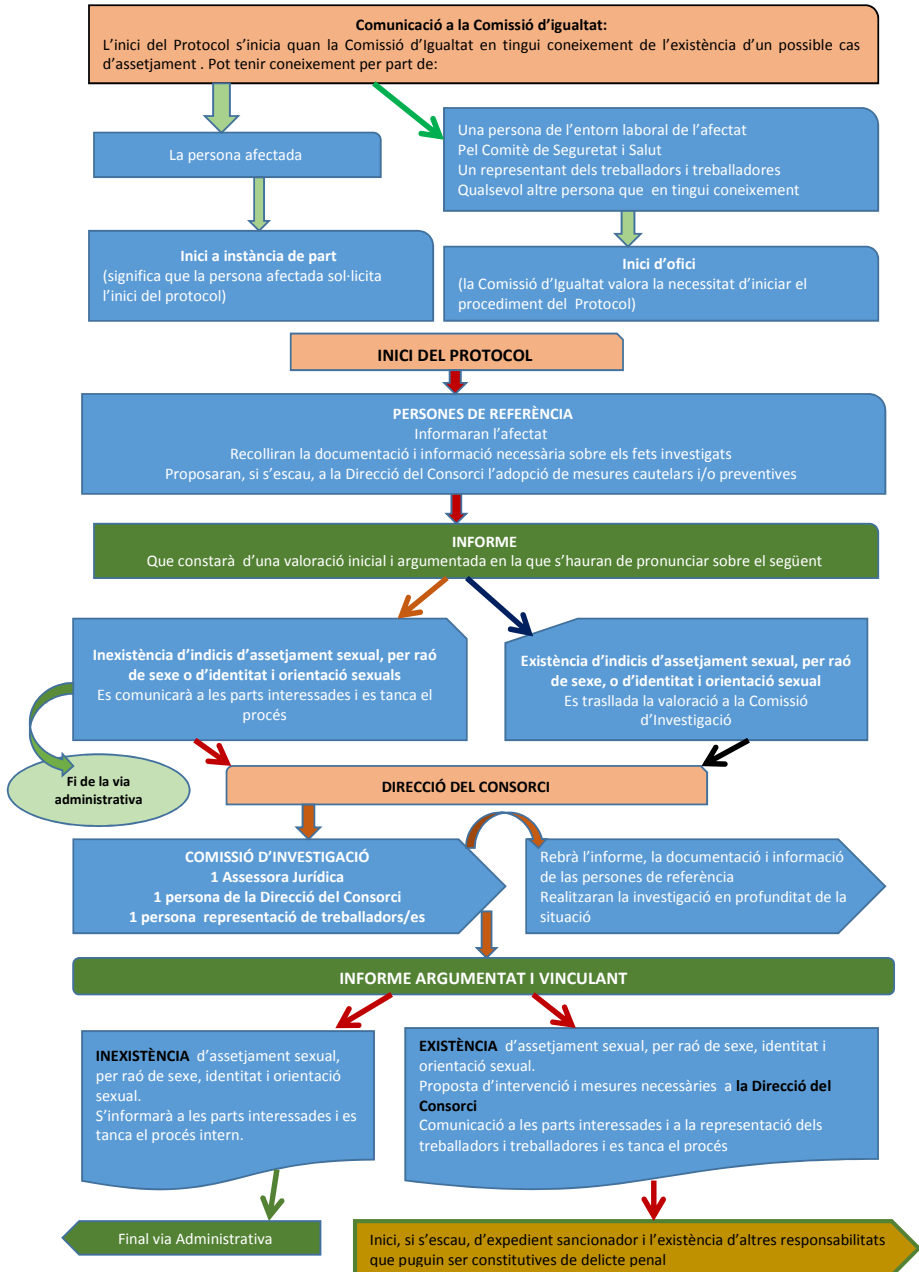 Comunicació a la Comissió d'igualtat:
L'inici del Protocol s'inicia quan la Comissió d'Igualtat en tingui coneixement de l'existència d'un possible cas
d'assetjament . Pot tenir coneixement per part de:
La persona afectada
Una persona de l'entorn laboral de l'afectat
Pel Comitè de Seguretat i Salut
Un representant dels treballadors i treballadores
Qualsevol altre persona que en tingui coneixement
Inici a instància de part
(significa que la persona afectada sol·licita
l'inici del protocol)
Inici d'ofici
(la Comissió d'Igualtat valora la necessitat d'iniciar el
procediment del Protocol)
INICI DEL PROTOCOL
PERSONES DE REFERÈNCIA
Informaran l'afectat
Recolliran la documentació i informació necessària sobre els fets investigats
Proposaran, si s'escau, a la Direcció del Consorci l'adopció de mesures cautelars i/o preventives
INFORME
Que constarà d'una valoració inicial i argumentada en la que s'hauran de pronunciar sobre el següent
Inexistència d'indicis d'assetjament sexual, per raó
de sexe o d'identitat i orientació sexuals
Es comunicarà a les parts interessades i es tanca el
procés
Existència d'indicis d'assetjament sexual, per raó
de sexe, o d'identitat i orientació sexual
Es trasllada la valoració a la Comissió
d'Investigació
Fi de la via
administrativa
DIRECCIÓ DEL CONSORCI
COMISSIÓ D'INVESTIGACIÓ
1 Assessora Jurídica
1 persona de la Direcció del Consorci
1 persona representació de treballadors/es
Rebrà l'informe, la documentació i informació
de las persones de referència
Realitzaran la investigació en profunditat de la
situació
INFORME ARGUMENTAT I VINCULANT
INEXISTÈNCIA d'assetjament sexual,
per raó de sexe, identitat i orientació
sexual.
S'informarà a les parts interessades i es
tanca el procés intern.
EXISTÈNCIA d'assetjament sexual, per raó de sexe, identitat i
orientació sexual.
Proposta d'intervenció i mesures necessàries a la Direcció del
Consorci
Comunicació a les parts interessades i a la representació dels
treballadors i treballadores i es tanca el procés
Final via Administrativa
Inici, si s'escau, d'expedient sancionador i l'existència d'altres responsabilitats
que puguin ser constitutives de delicte penal